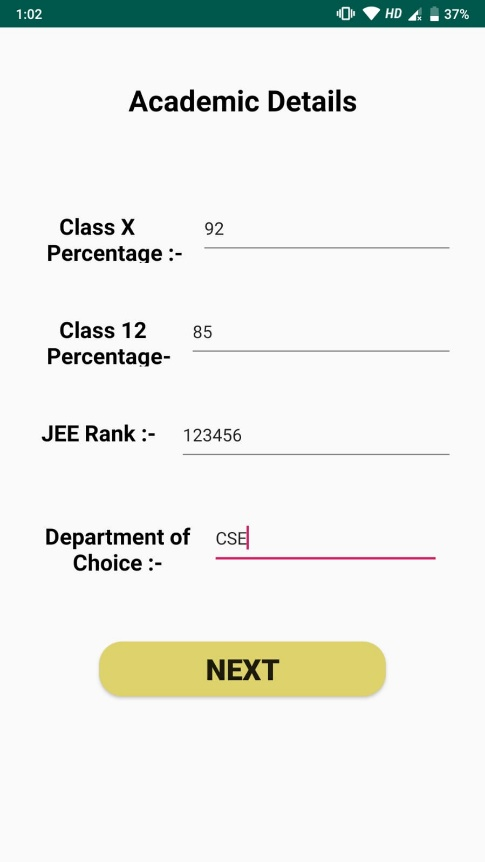 1:02 HD 37%
Academic Details
Class X
Percentage :-
92
Class 12
Percentage-
85
JEE Rank :-
123456
Department of
Choice :-
CSE
NEXT